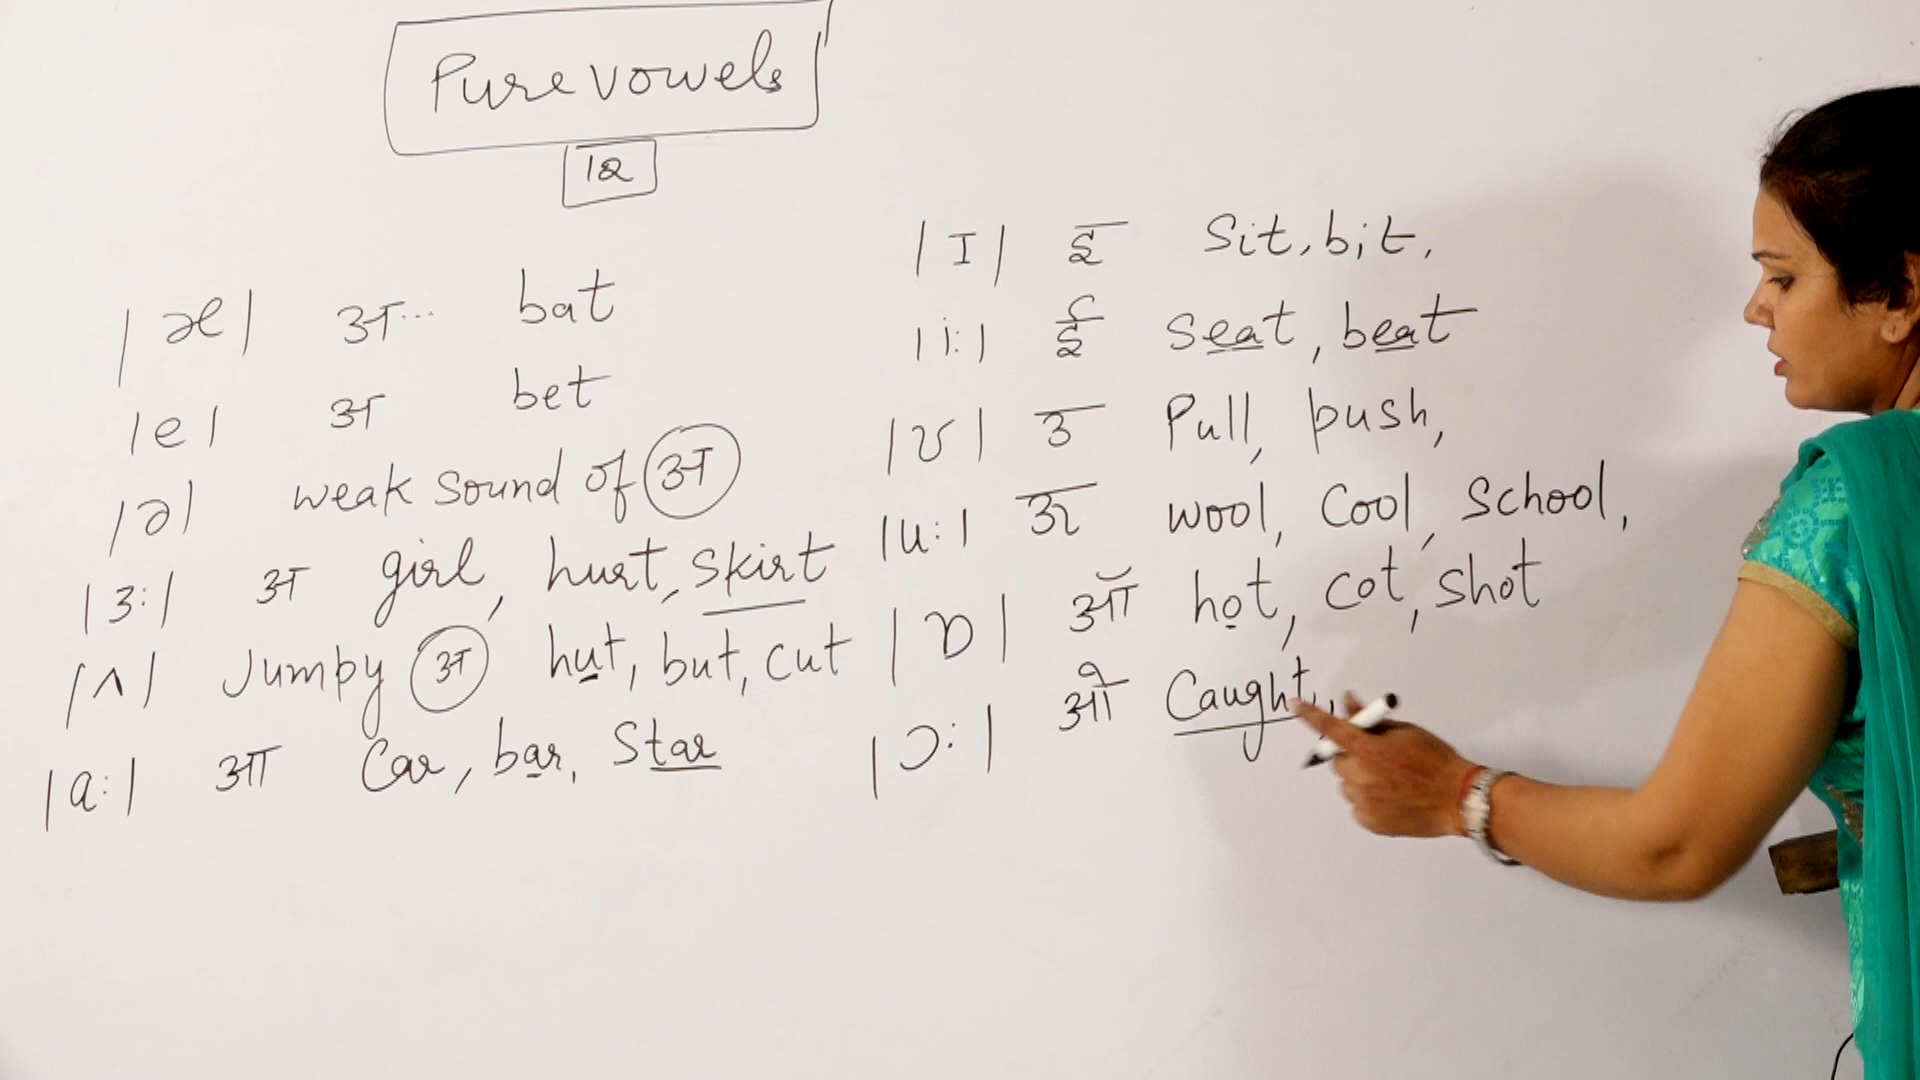 Pure vowels
12
/æ/ अ... bat
/e/ अ bet
/ə/ weak sound of अ
/ɜ:/ अ girl, hurt, skirt
/ʌ/ Jumpy अ hut, but, cut
/a:/ आ Car, bar, Star
/I/ इ Sit, bit,
/i:/ ई Seat, beat
/ʊ/ उ Pull, push,
/u:/ ऊ wool, Cool, School,
/ɒ/ ऑ hot, Cot, Shot
/ɔ:/ ओ Caught,